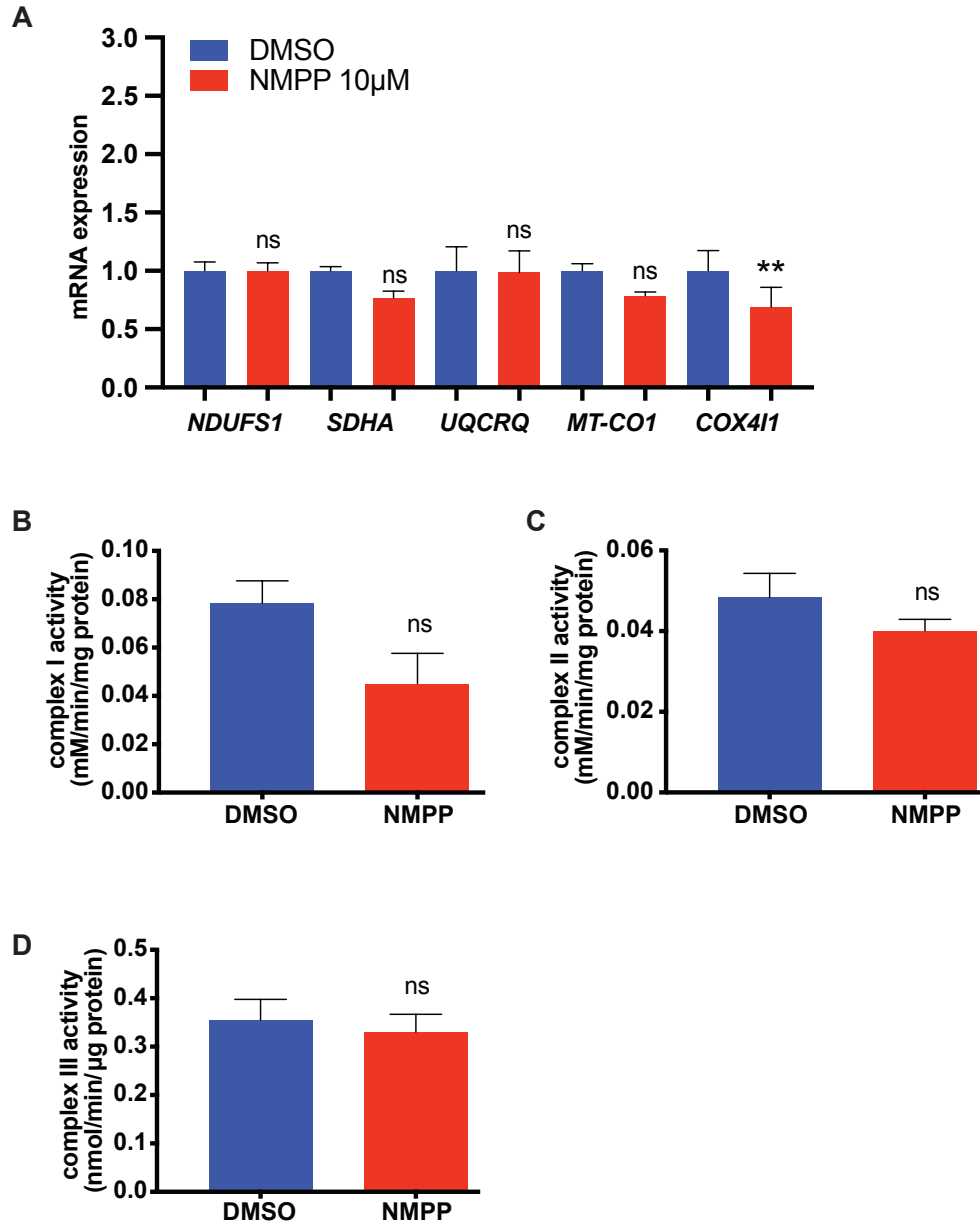 A
mRNA expression
3.0
2.5
2.0
1.5
1.0
0.5
0.0
DMSO
NMPP 10µM
ns
ns
ns
ns
**
NDUFS1 SDHA UQCRQ MT-CO1 COX4I1
B
complex I activity
(mM/min/mg protein)
0.10
0.08
0.06
0.04
0.02
0.00
ns
DMSO NMPP
C
complex II activity
(mM/min/mg protein)
0.06
0.04
0.02
0.00
ns
DMSO NMPP
D
complex III activity
(nmol/min/µg protein)
0.5
0.4
0.3
0.2
0.1
0.0
ns
DMSO NMPP